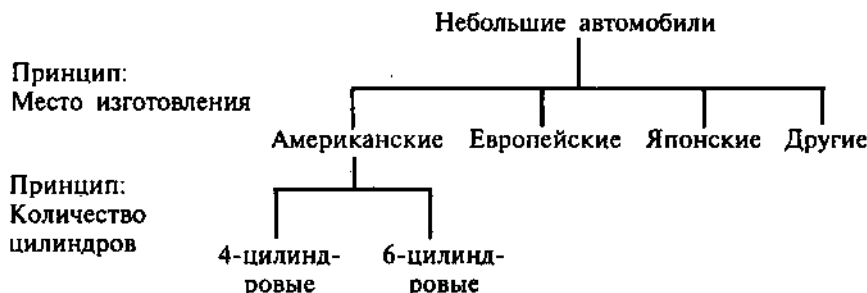 Небольшие автомобили
Принцип:
Место изготовления
Американские Европейские Японские Другие
Принцип:
Количество
цилиндров
4-цилинд-
ровые
6-цилинд-
ровые